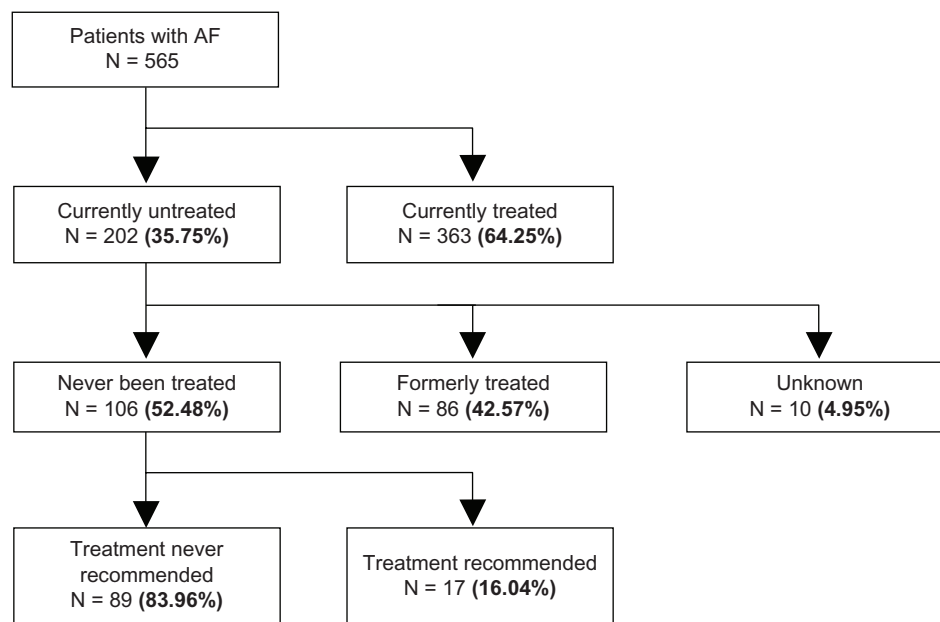 Patients with AF
N = 565
Currently untreated
N = 202 (35.75%)
Currently treated
N = 363 (64.25%)
Never been treated
N = 106 (52.48%)
Formerly treated
N = 86 (42.57%)
Unknown
N = 10 (4.95%)
Treatment never
recommended
N = 89 (83.96%)
Treatment recommended
N = 17 (16.04%)